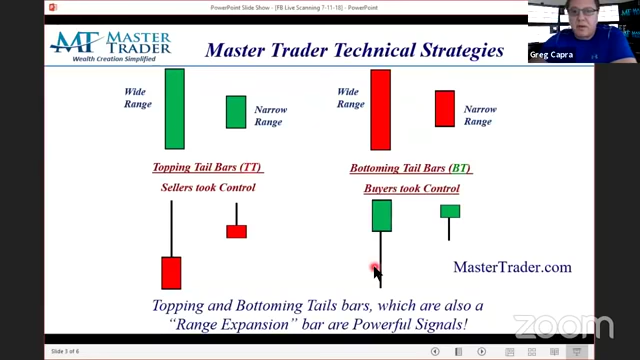 PowerPoint Slide Show - [FB Live Scanning 7-11-18] - PowerPoint
Greg Capra
MT MASTER TRADER
Wealth Creation Simplified
Master Trader Technical Strategies
Wide Range
Narrow Range
Wide Range
Narrow Range
Topping Tail Bars (TT)
Sellers took Control
Bottoming Tail Bars (BT)
Buyers took Control
MasterTrader.com
Topping and Bottoming Tails bars, which are also a
“Range Expansion” bar are Powerful Signals!
zoom
Slide 3 of 6